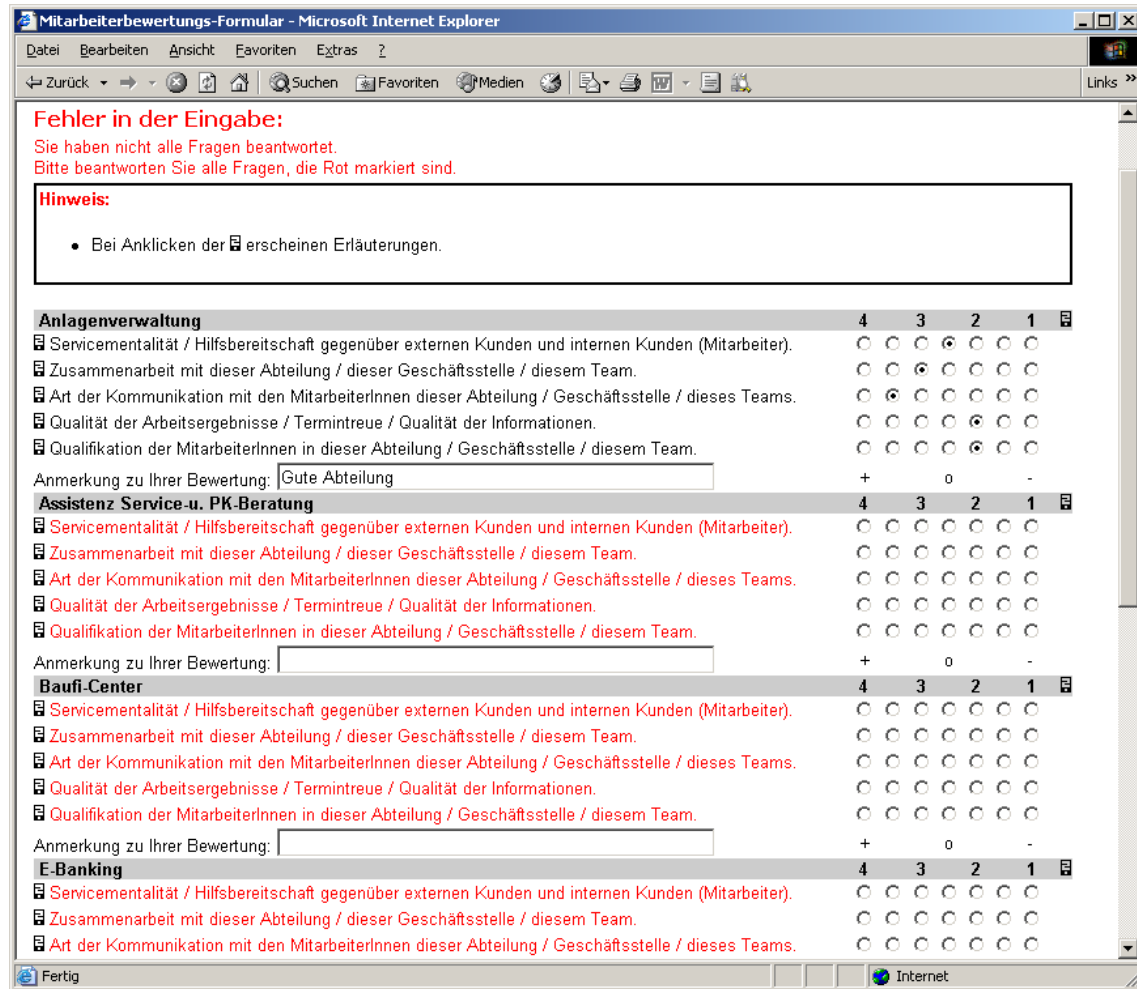 Mitarbeiterbewertungs-Formular - Microsoft Internet Explorer
Datei Bearbeiten Ansicht Favoriten Extras ?
Zurück Suchen Favoriten Medien Links »
Fehler in der Eingabe:
Sie haben nicht alle Fragen beantwortet.
Bitte beantworten Sie alle Fragen, die Rot markiert sind.
Hinweis:
• Bei Anklicken der erscheinen Erläuterungen.
Anlagenverwaltung 4 3 2 1
Servicementalität / Hilfsbereitschaft gegenüber externen Kunden und internen Kunden (Mitarbeiter).
Zusammenarbeit mit dieser Abteilung / dieser Geschäftsstelle / diesem Team.
Art der Kommunikation mit den MitarbeiterInnen dieser Abteilung / Geschäftsstelle / dieses Teams.
Qualität der Arbeitsergebnisse / Termintreue / Qualität der Informationen.
Qualifikation der MitarbeiterInnen in dieser Abteilung / Geschäftsstelle / diesem Team.
Anmerkung zu Ihrer Bewertung: Gute Abteilung + o -
Assistenz Service-u. PK-Beratung 4 3 2 1
Servicementalität / Hilfsbereitschaft gegenüber externen Kunden und internen Kunden (Mitarbeiter).
Zusammenarbeit mit dieser Abteilung / dieser Geschäftsstelle / diesem Team.
Art der Kommunikation mit den MitarbeiterInnen dieser Abteilung / Geschäftsstelle / dieses Teams.
Qualität der Arbeitsergebnisse / Termintreue / Qualität der Informationen.
Qualifikation der MitarbeiterInnen in dieser Abteilung / Geschäftsstelle / diesem Team.
Anmerkung zu Ihrer Bewertung: + o -
Baufi-Center 4 3 2 1
Servicementalität / Hilfsbereitschaft gegenüber externen Kunden und internen Kunden (Mitarbeiter).
Zusammenarbeit mit dieser Abteilung / dieser Geschäftsstelle / diesem Team.
Art der Kommunikation mit den MitarbeiterInnen dieser Abteilung / Geschäftsstelle / dieses Teams.
Qualität der Arbeitsergebnisse / Termintreue / Qualität der Informationen.
Qualifikation der MitarbeiterInnen in dieser Abteilung / Geschäftsstelle / diesem Team.
Anmerkung zu Ihrer Bewertung: + o -
E-Banking 4 3 2 1
Servicementalität / Hilfsbereitschaft gegenüber externen Kunden und internen Kunden (Mitarbeiter).
Zusammenarbeit mit dieser Abteilung / dieser Geschäftsstelle / diesem Team.
Art der Kommunikation mit den MitarbeiterInnen dieser Abteilung / Geschäftsstelle / dieses Teams.
Fertig Internet